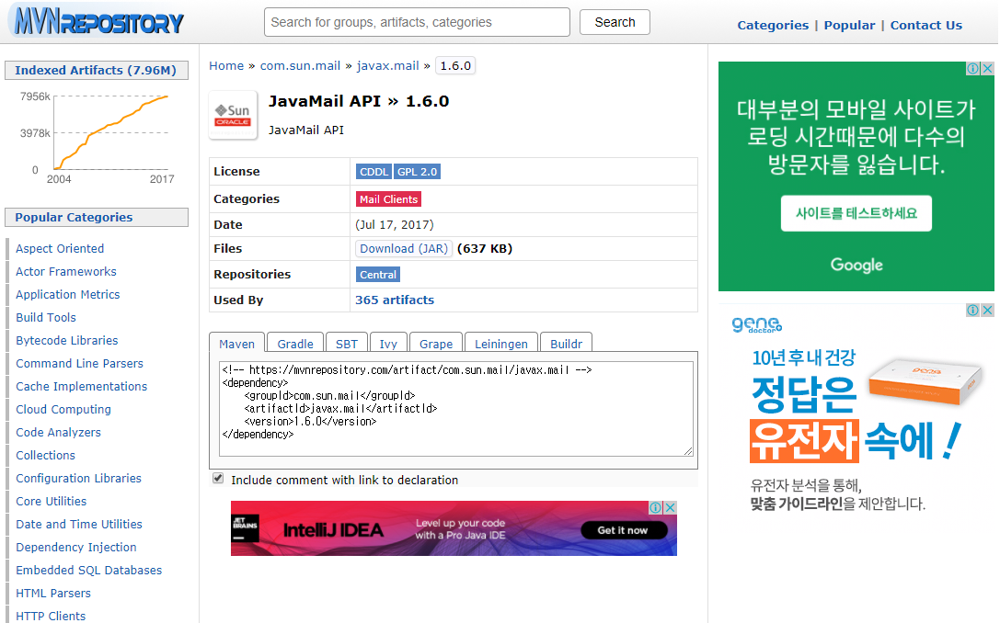 MVNREPOSITORY
Search for groups, artifacts, categories
Search
Categories | Popular | Contact Us
Indexed Artifacts (7.96M)
7956k
3978k
0
2004
2017
Popular Categories
Aspect Oriented
Actor Frameworks
Application Metrics
Build Tools
Bytecode Libraries
Command Line Parsers
Cache Implementations
Cloud Computing
Code Analyzers
Collections
Configuration Libraries
Core Utilities
Date and Time Utilities
Dependency Injection
Embedded SQL Databases
HTML Parsers
HTTP Clients
Home » com.sun.mail » javax.mail » 1.6.0
Sun
ORACLE
JavaMail API » 1.6.0
JavaMail API
License CDDL GPL 2.0
Categories Mail Clients
Date (Jul 17, 2017)
Files Download (JAR) (637 KB)
Repositories Central
Used By 365 artifacts
Maven Gradle SBT Ivy Grape Leiningen Buildr
<!-- https://mvnrepository.com/artifact/com.sun.mail/javax.mail -->
<dependency>
    <groupId>com.sun.mail</groupId>
    <artifactId>javax.mail</artifactId>
    <version>1.6.0</version>
</dependency>
Include comment with link to declaration
JET
BRAINS
IntelliJ IDEA
Level up your code
with a Pro Java IDE
Get it now
대부분의 모바일 사이트가
로딩 시간때문에 다수의
방문자를 잃습니다.
사이트를 테스트하세요
Google
gene
doctor
10년 후 내 건강
정답은
유전자 속에!
유전자 분석을 통해,
맞춤 가이드라인을 제안합니다.